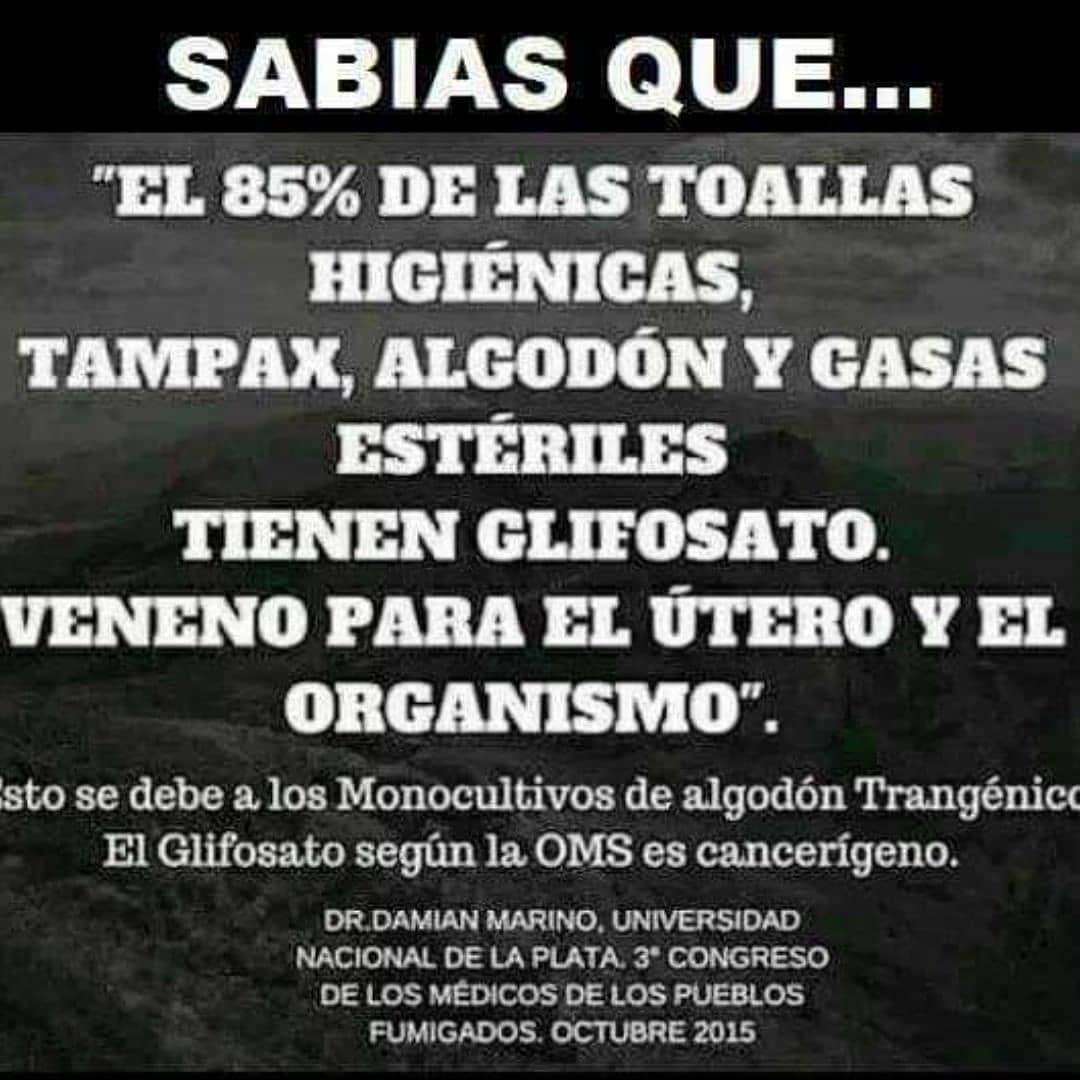 SABIAS QUE...
"EL 85% DE LAS TOALLAS
HIGIÉNICAS,
TAMPAX, ALGODÓN Y GASAS
ESTÉRILES
TIENEN GLIFOSATO.
VENENO PARA EL ÚTERO Y EL
ORGANISMO".
Esto se debe a los Monocultivos de algodón Trangénico
El Glifosato según la OMS es cancerígeno.
DR.DAMIAN MARINO, UNIVERSIDAD
NACIONAL DE LA PLATA. 3° CONGRESO
DE LOS MÉDICOS DE LOS PUEBLOS
FUMIGADOS. OCTUBRE 2015